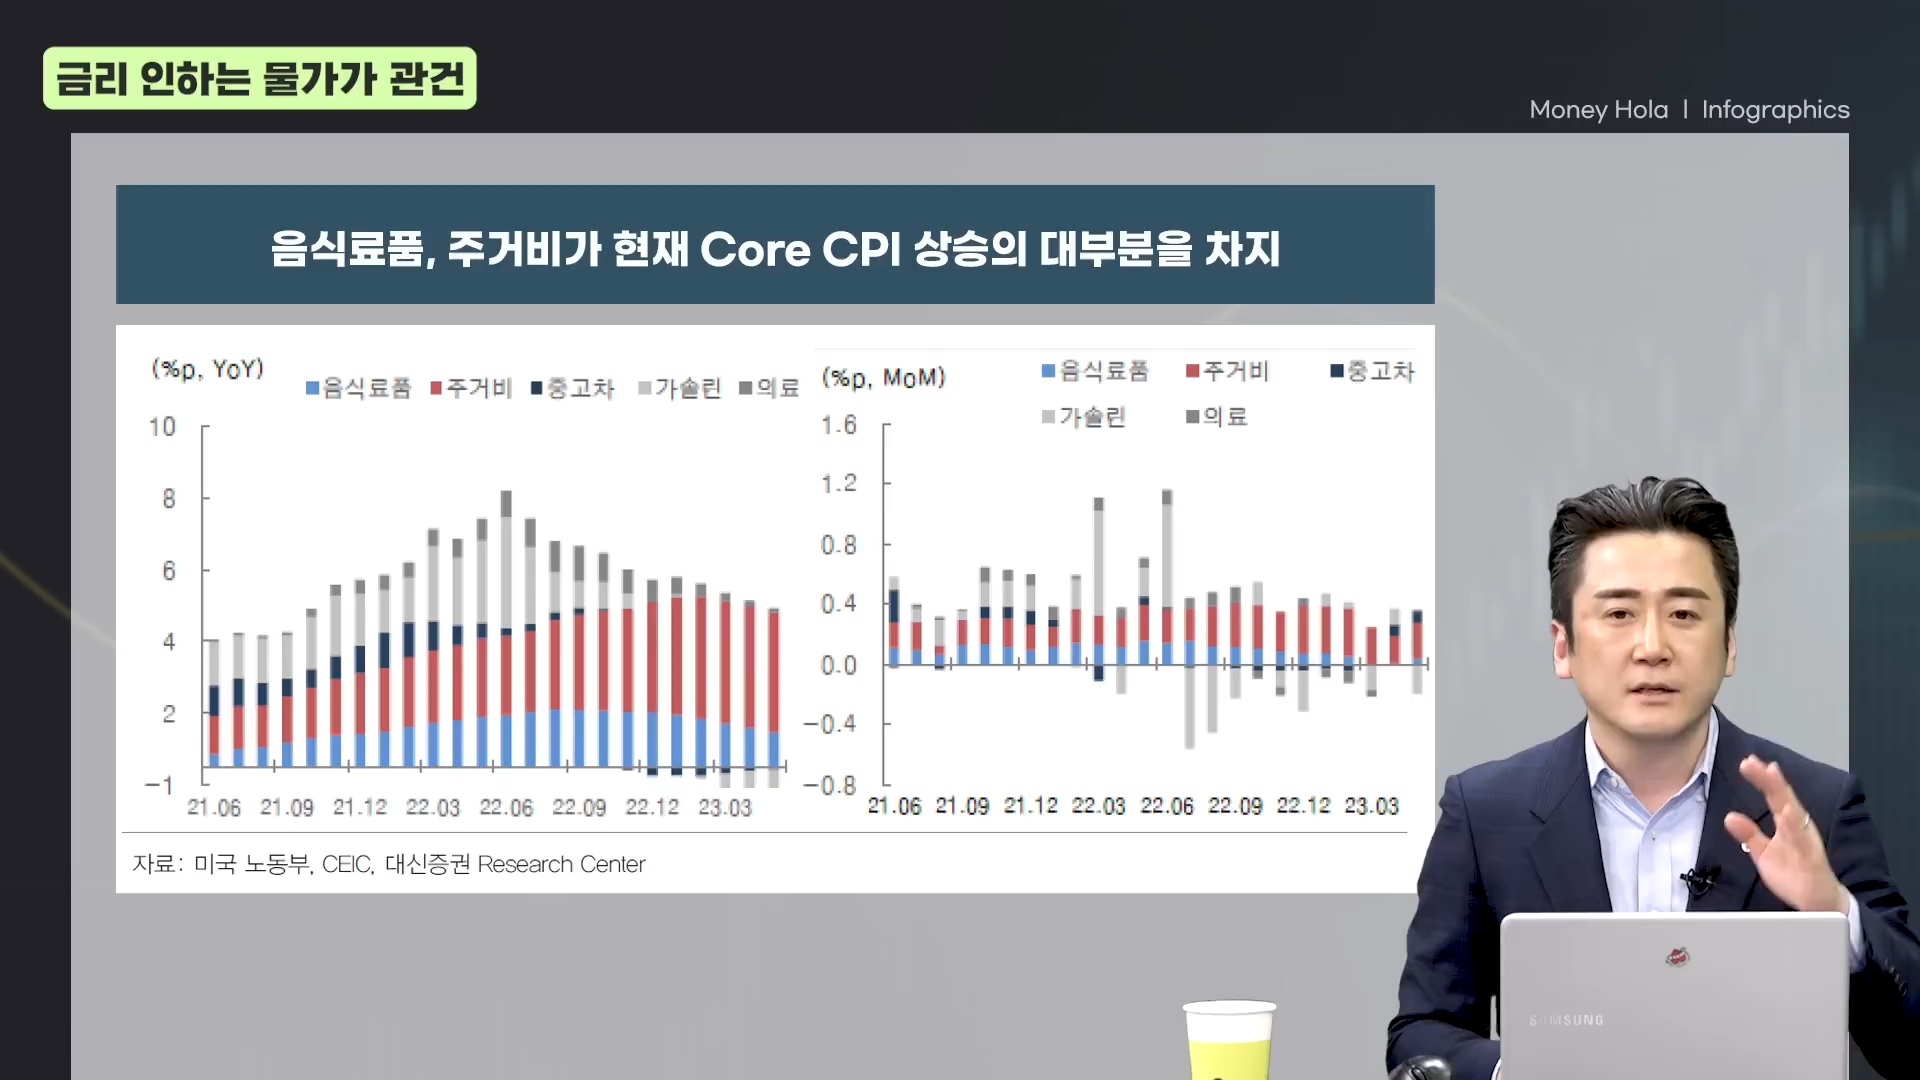 금리 인하는 물가가 관건
Money Hola | Infographics
음식료품, 주거비가 현재 Core CPI 상승의 대부분을 차지
(%p, YoY)
음식료품 주거비 중고차 가솔린 의료
10
8
6
4
2
-1
21.06 21.09 21.12 22.03 22.06 22.09 22.12 23.03
(%p, MoM)
음식료품 주거비 중고차
가솔린 의료
1.6
1.2
0.8
0.4
0.0
-0.4
-0.8
21.06 21.09 21.12 22.03 22.06 22.09 22.12 23.03
자료: 미국 노동부, CEIC, 대신증권 Research Center
SAMSUNG